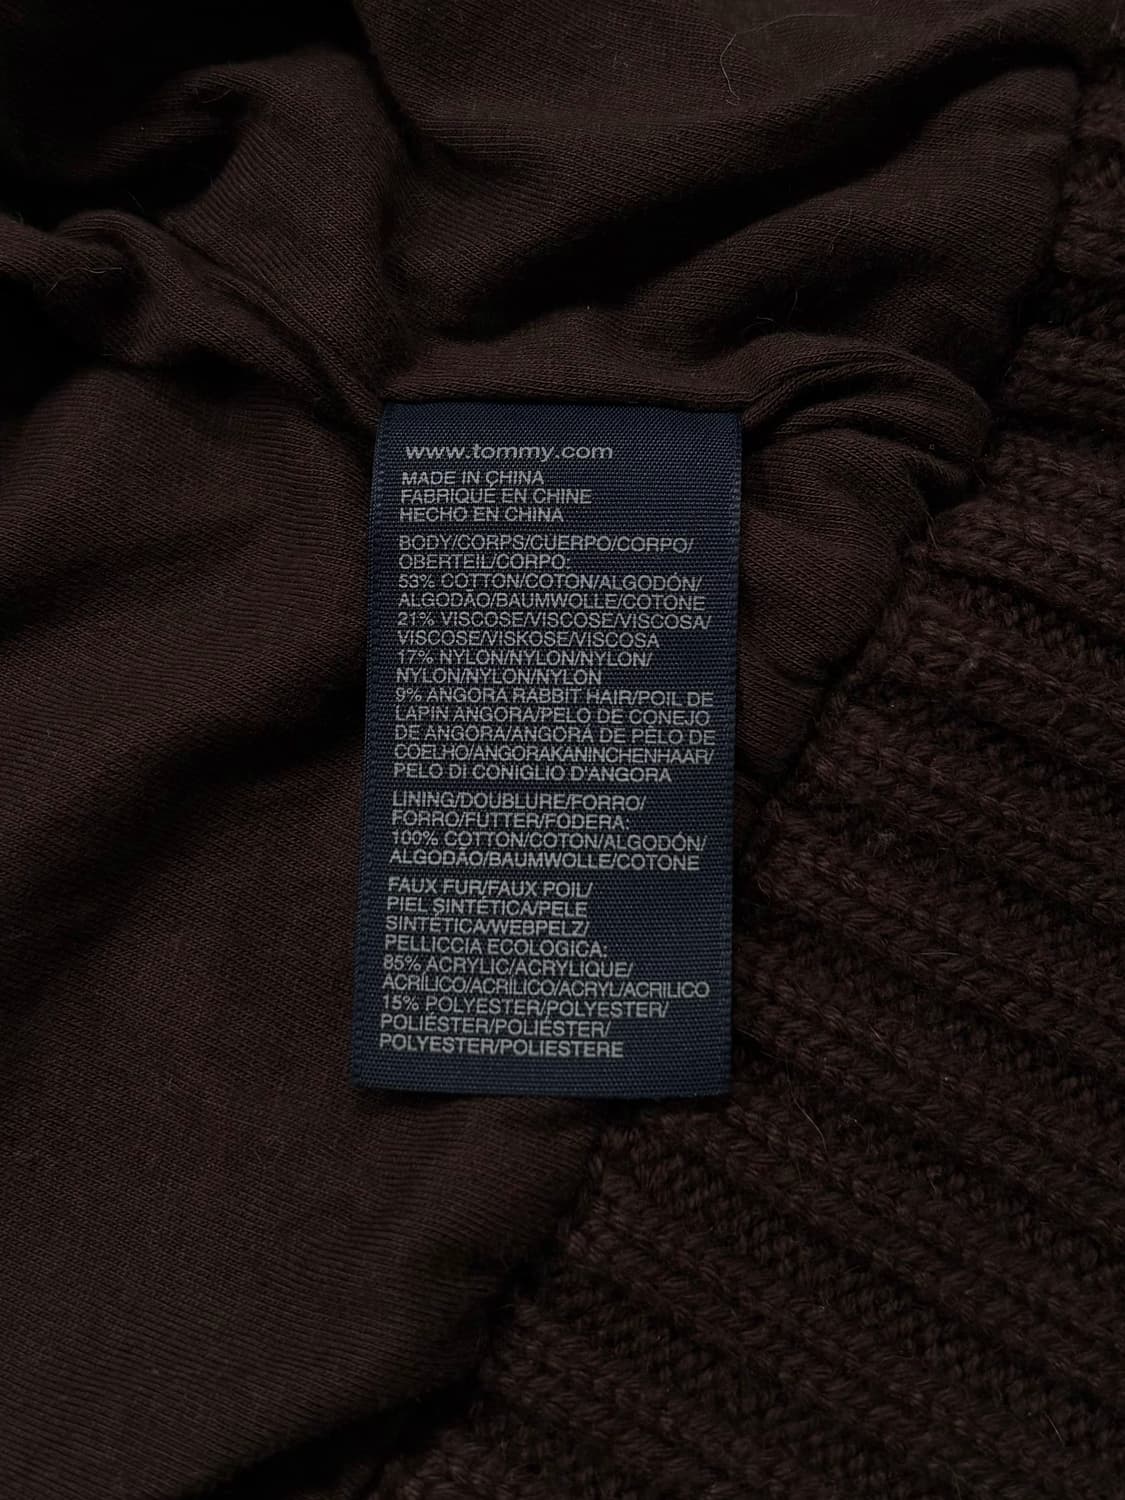 www.tommy.com
MADE IN CHINA
FABRIQUÉ EN CHINE
HECHO EN CHINA
BODY/CORPS/CUERPO/CORPO/
OBERTEIL/CORPO:
53% COTTON/COTON/ALGODÓN/
ALGODÃO/BAUMWOLLE/COTONE
21% VISCOSE/VISCOSE/VISCOSA/
VISCOSE/VISKOSE/VISCOSA
17% NYLON/NYLON/NYLON/
NYLON/NYLON/NYLON
9% ANGORA RABBIT HAIR/POIL DE
LAPIN ANGORA/PELO DE CONEJO
DE ANGORA/ANGORÁ DE PÊLO DE
COELHO/ANGORAKANINCHENHAAR/
PELO DI CONIGLIO D'ANGORA
LINING/DOUBLURE/FORRO/
FORRO/FUTTER/FODERA:
100% COTTON/COTON/ALGODÓN/
ALGODÃO/BAUMWOLLE/COTONE
FAUX FUR/FAUX POIL/
PIEL SINTÉTICA/PELE
SINTÉTICA/WEBPELZ/
PELLICCIA ECOLOGICA:
85% ACRYLIC/ACRYLIQUE/
ACRÍLICO/ACRÍLICO/ACRYL/ACRILICO
15% POLYESTER/POLYESTER/
POLIÉSTER/POLIÉSTER/
POLYESTER/POLIESTERE